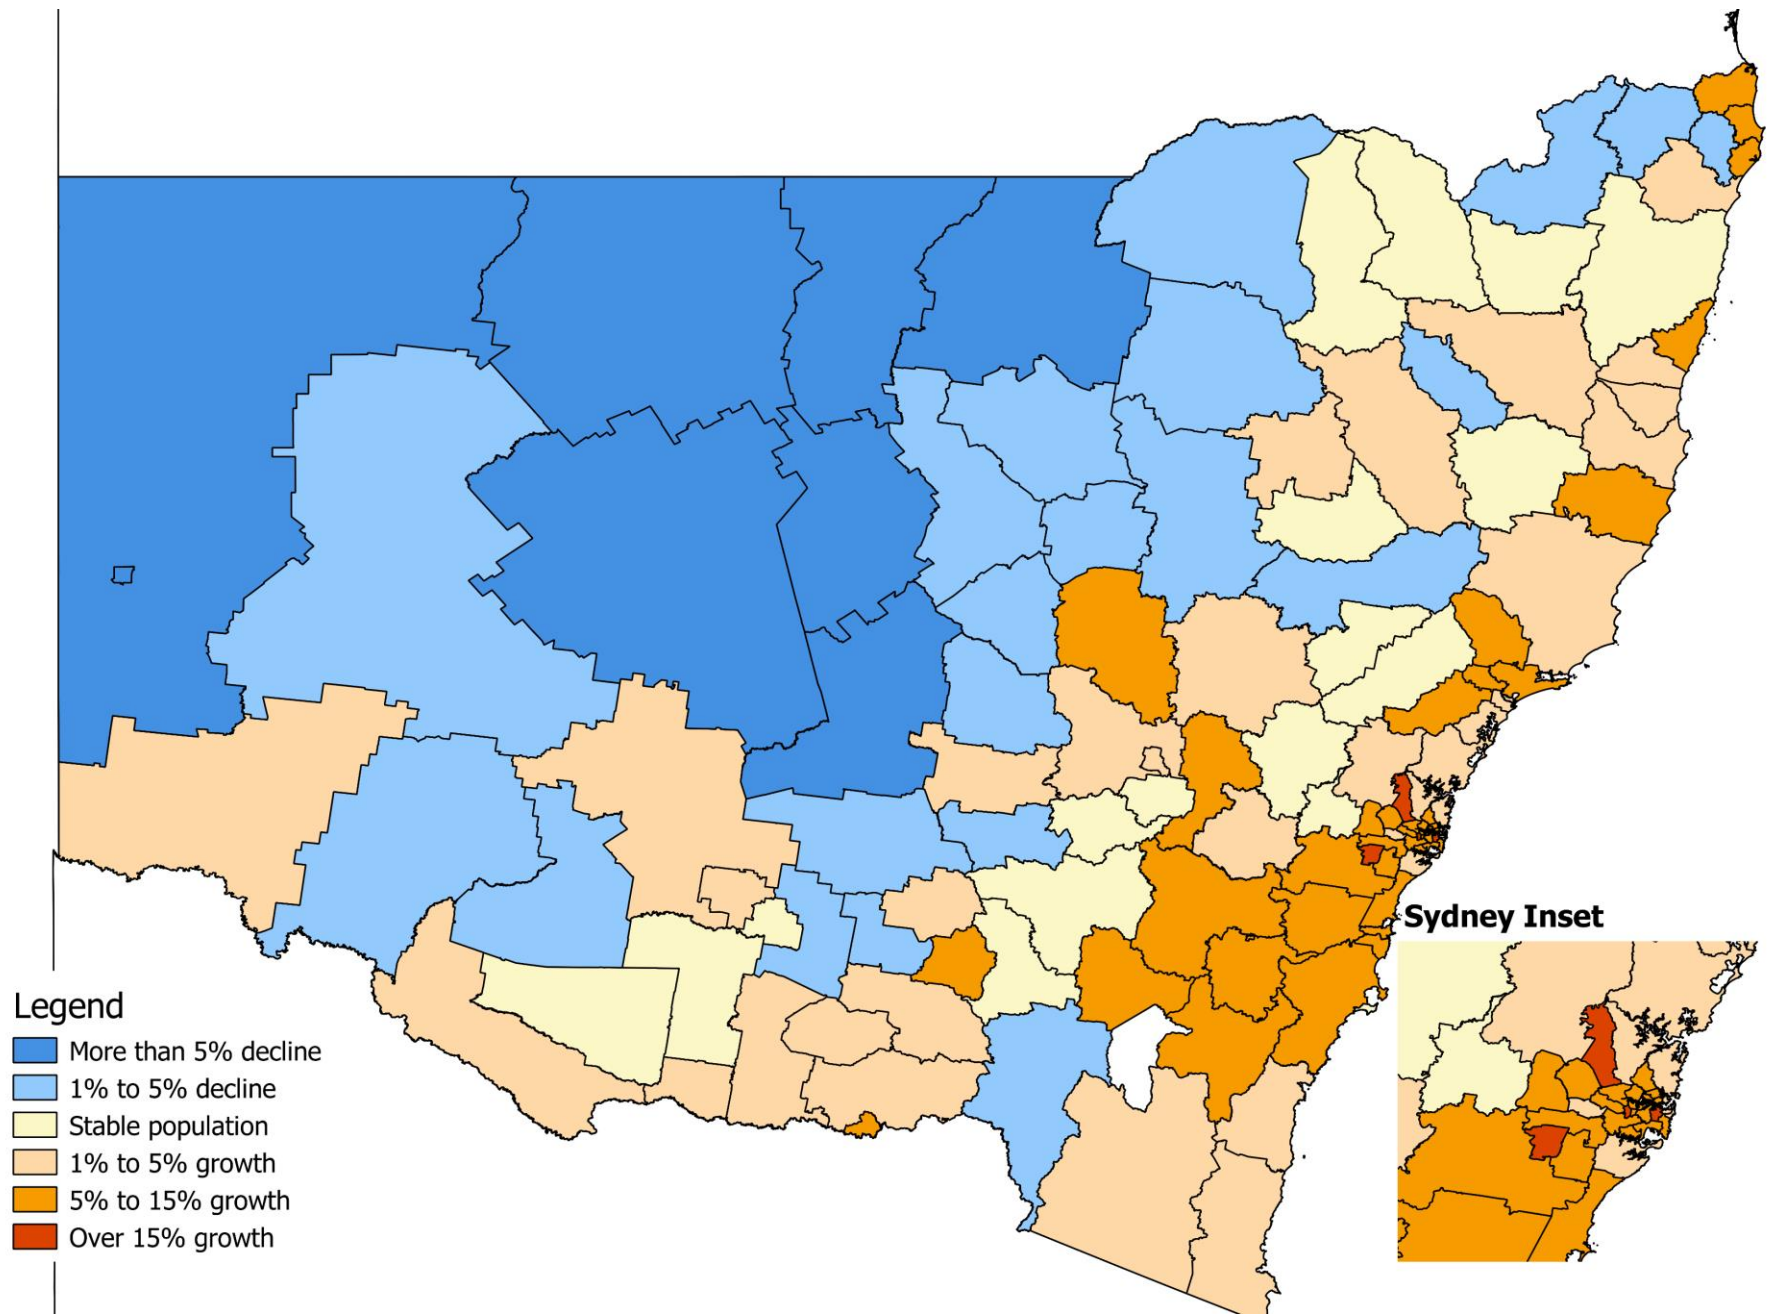 Sydney Inset
Legend
More than 5% decline
1% to 5% decline
Stable population
1% to 5% growth
5% to 15% growth
Over 15% growth